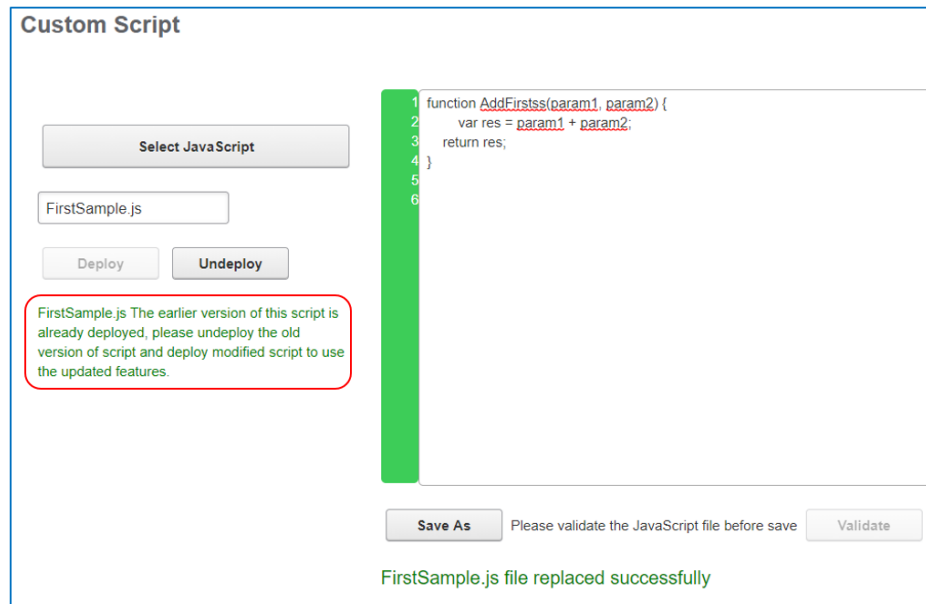 Custom Script
Select JavaScript
FirstSample.js
Deploy
Undeploy
FirstSample.js The earlier version of this script is
already deployed, please undeploy the old
version of script and deploy modified script to use
the updated features.
1 function AddFirstss(param1, param2) {
2 var res = param1 + param2;
3 return res;
4 }
5
6
Save As
Please validate the JavaScript file before save
Validate
FirstSample.js file replaced successfully